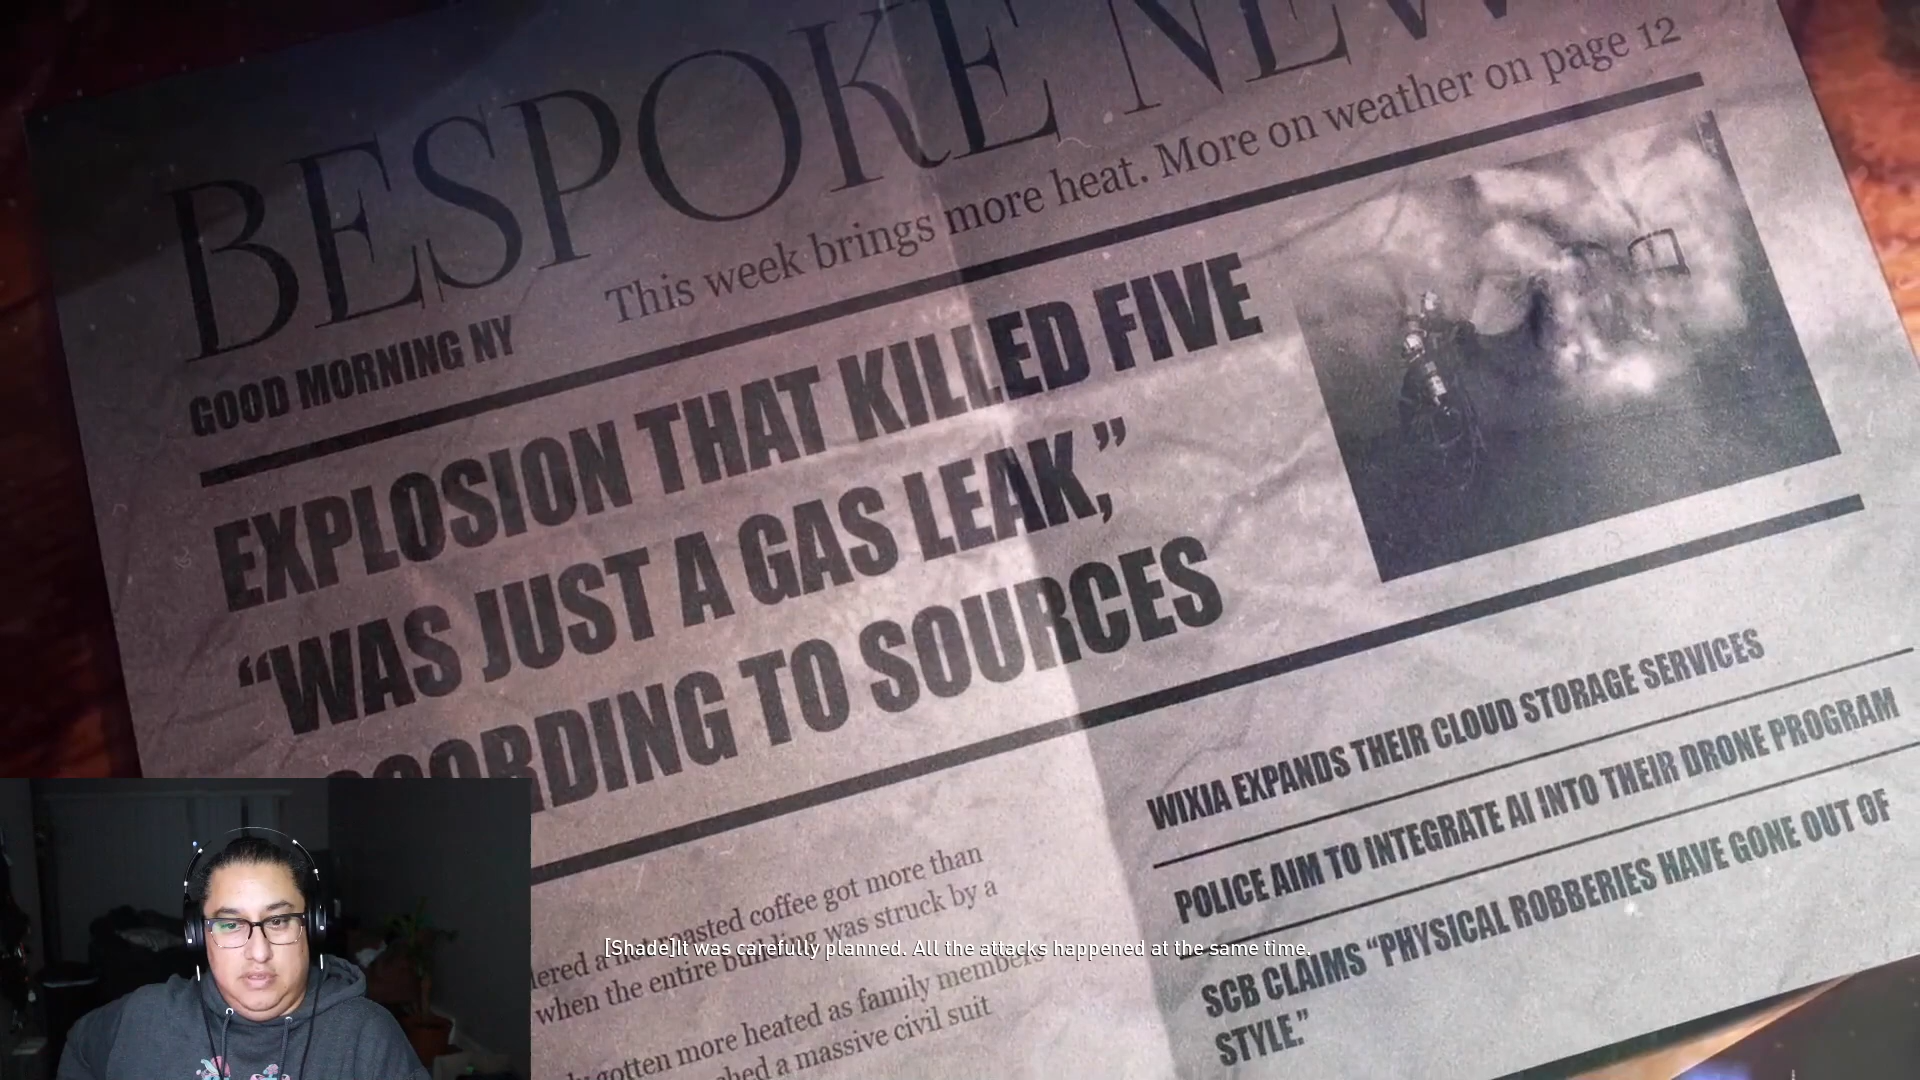 BESPOKE NEW
This week brings more heat. More on weather on page 12
GOOD MORNING NY
EXPLOSION THAT KILLED FIVE
“WAS JUST A GAS LEAK,”
ACCORDING TO SOURCES
WIXIA EXPANDS THEIR CLOUD STORAGE SERVICES
POLICE AIM TO INTEGRATE AI INTO THEIR DRONE PROGRAM
SCB CLAIMS “PHYSICAL ROBBERIES HAVE GONE OUT OF
STYLE.”
roasted coffee got more than
when the entire building was struck by a
gotten more heated as family members
a massive civil suit
[Shade]It was carefully planned. All the attacks happened at the same time.